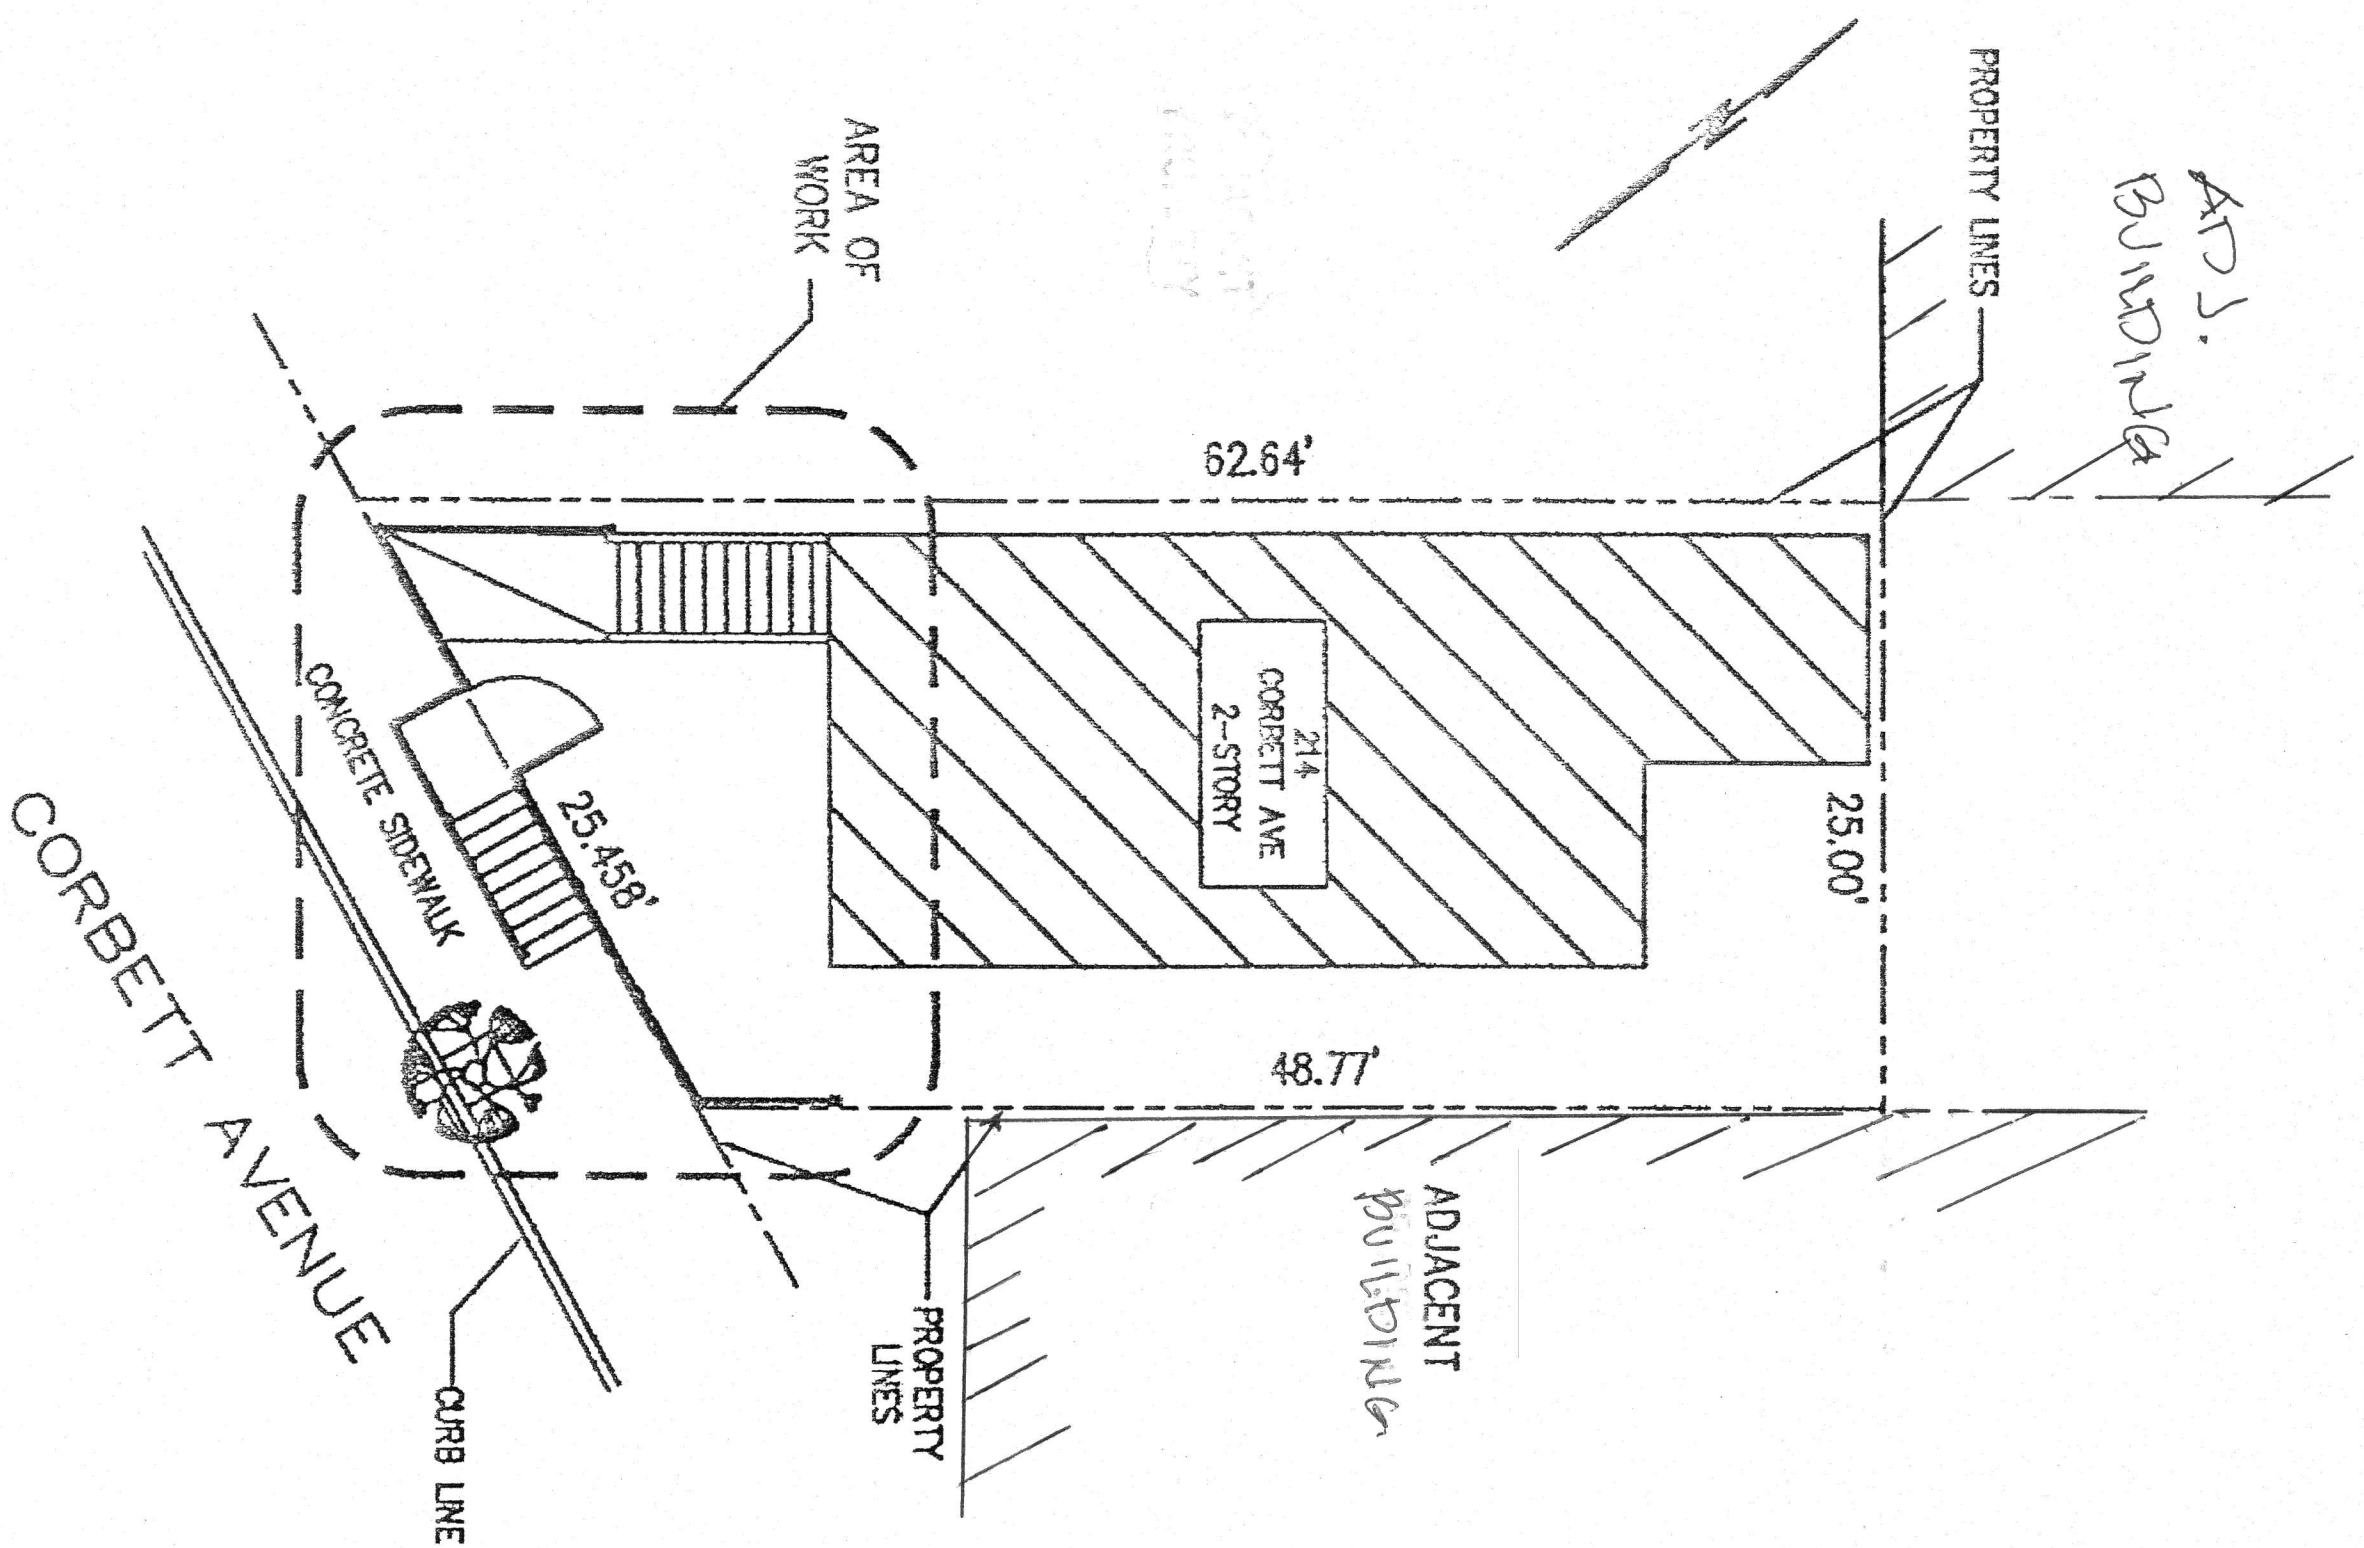 ADJ.
BUILDING
PROPERTY LINES
AREA OF
WORK
62.64'
214
CORBETT AVE
2-STORY
25.00'
25.458'
CONCRETE SIDEWALK
48.77'
CORBETT AVENUE
ADJACENT
BUILDING
PROPERTY
LINES
CURB LINE